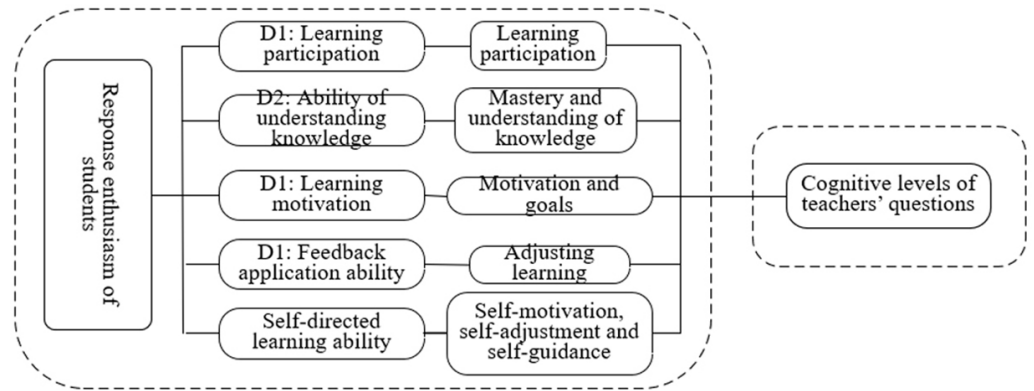 Response enthusiasm of
students
D1: Learning
participation
Learning
participation
D2: Ability of
understanding
knowledge
Mastery and
understanding of
knowledge
D1: Learning
motivation
Motivation and
goals
D1: Feedback
application ability
Adjusting
learning
Self-directed
learning ability
Self-motivation,
self-adjustment and
self-guidance
Cognitive levels of
teachers’ questions